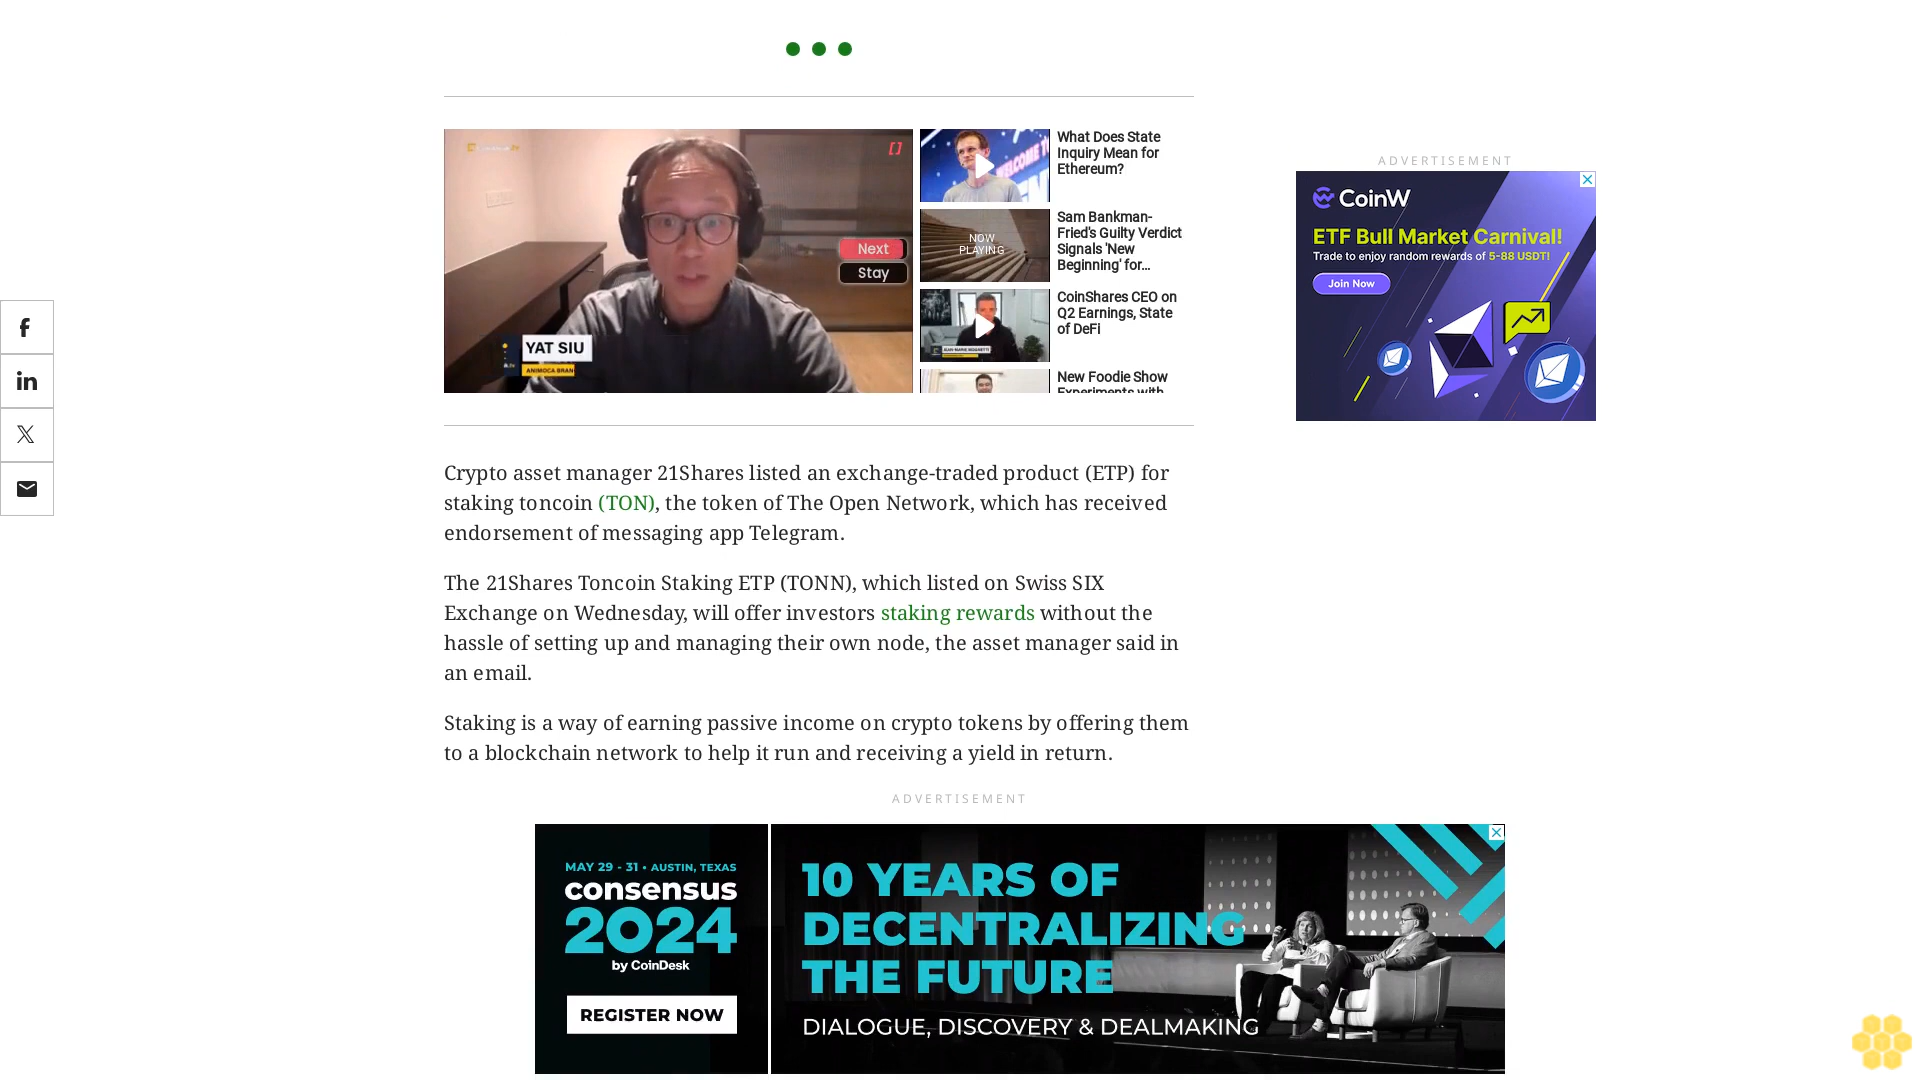 What Does State
Inquiry Mean for
Ethereum?
Next
Stay
YAT SIU
ANIMOCA BRAN
NOW
PLAYING
Sam Bankman-
Fried's Guilty Verdict
Signals 'New
Beginning' for...
CoinShares CEO on
Q2 Earnings, State
of DeFi
New Foodie Show
Experiments with
ADVERTISEMENT
CoinW
ETF Bull Market Carnival!
Trade to enjoy random rewards of 5-88 USDT!
Join Now
Crypto asset manager 21Shares listed an exchange-traded product (ETP) for
staking toncoin (TON), the token of The Open Network, which has received
endorsement of messaging app Telegram.
The 21Shares Toncoin Staking ETP (TONN), which listed on Swiss SIX
Exchange on Wednesday, will offer investors staking rewards without the
hassle of setting up and managing their own node, the asset manager said in
an email.
Staking is a way of earning passive income on crypto tokens by offering them
to a blockchain network to help it run and receiving a yield in return.
ADVERTISEMENT
MAY 29 - 31 • AUSTIN, TEXAS
consensus
2024
by CoinDesk
REGISTER NOW
10 YEARS OF
DECENTRALIZING
THE FUTURE
DIALOGUE, DISCOVERY & DEALMAKING